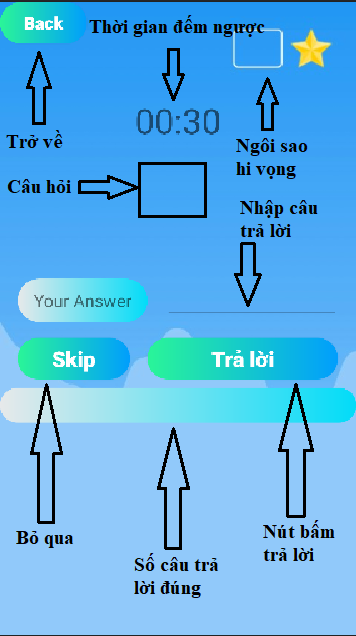 Back
Thời gian đếm ngược
00:30
Trở về
Ngôi sao
hi vọng
Câu hỏi
Nhập câu
trả lời
Your Answer
Skip
Trả lời
Bỏ qua
Số câu trả
lời đúng
Nút bấm
trả lời